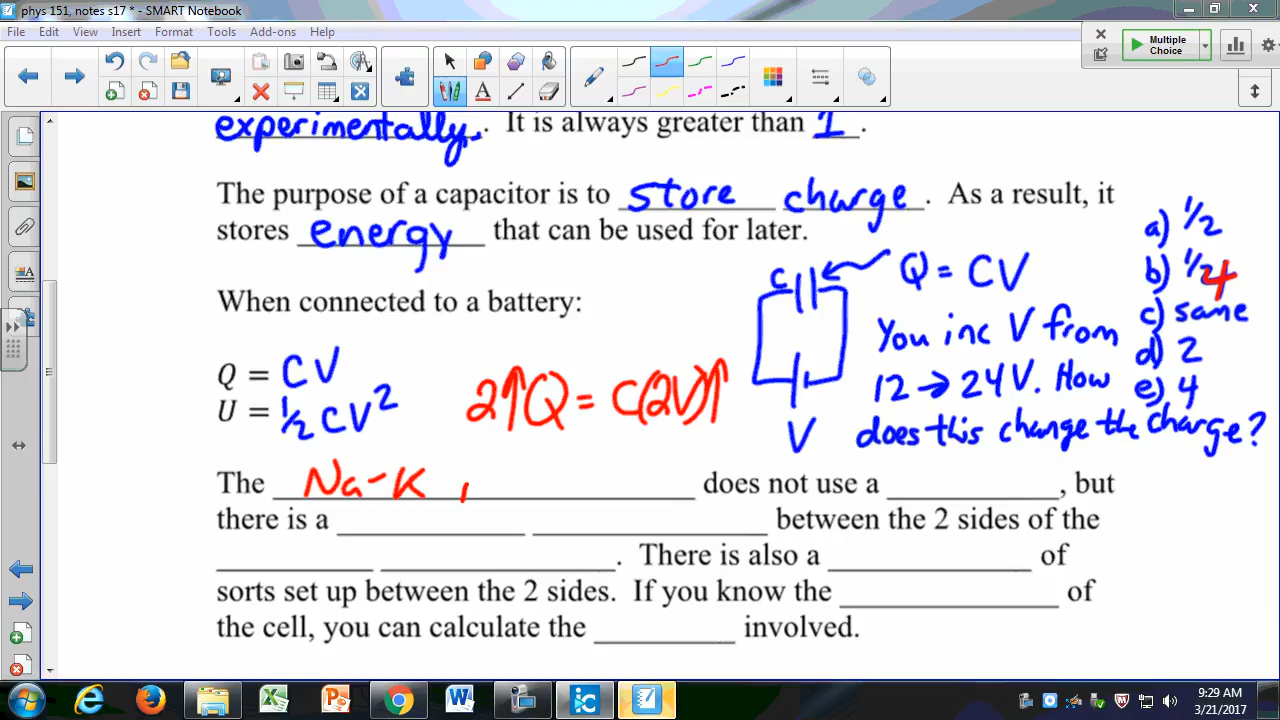 phys 151, notes s17 * - SMART Notebook
File Edit View Insert Format Tools Add-ons Help
Multiple Choice
experimentally. It is always greater than 1.
The purpose of a capacitor is to store charge. As a result, it
stores energy that can be used for later.
When connected to a battery:
Q = CV
U = 1/2 CV²
2↑Q = C(2V)↑
C
V
Q = CV
You inc V from
12 → 24 V. How
does this change the charge?
a) 1/2
b) 1/4
c) same
d) 2
e) 4
The Na-K does not use a , but
there is a between the 2 sides of the
. There is also a of
sorts set up between the 2 sides. If you know the of
the cell, you can calculate the involved.
9:29 AM
3/21/2017